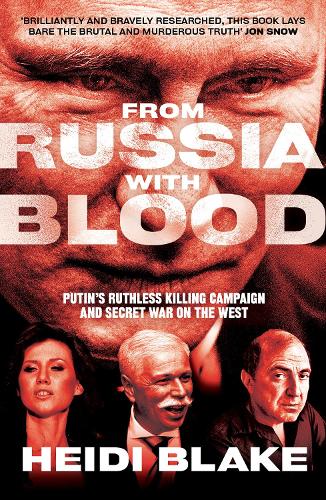 ‘BRILLIANTLY AND BRAVELY RESEARCHED, THIS BOOK LAYS
BARE THE BRUTAL AND MURDEROUS TRUTH’ JON SNOW
FROM
RUSSIA
WITH
BLOOD
PUTIN’S RUTHLESS KILLING CAMPAIGN
AND SECRET WAR ON THE WEST
HEIDI BLAKE